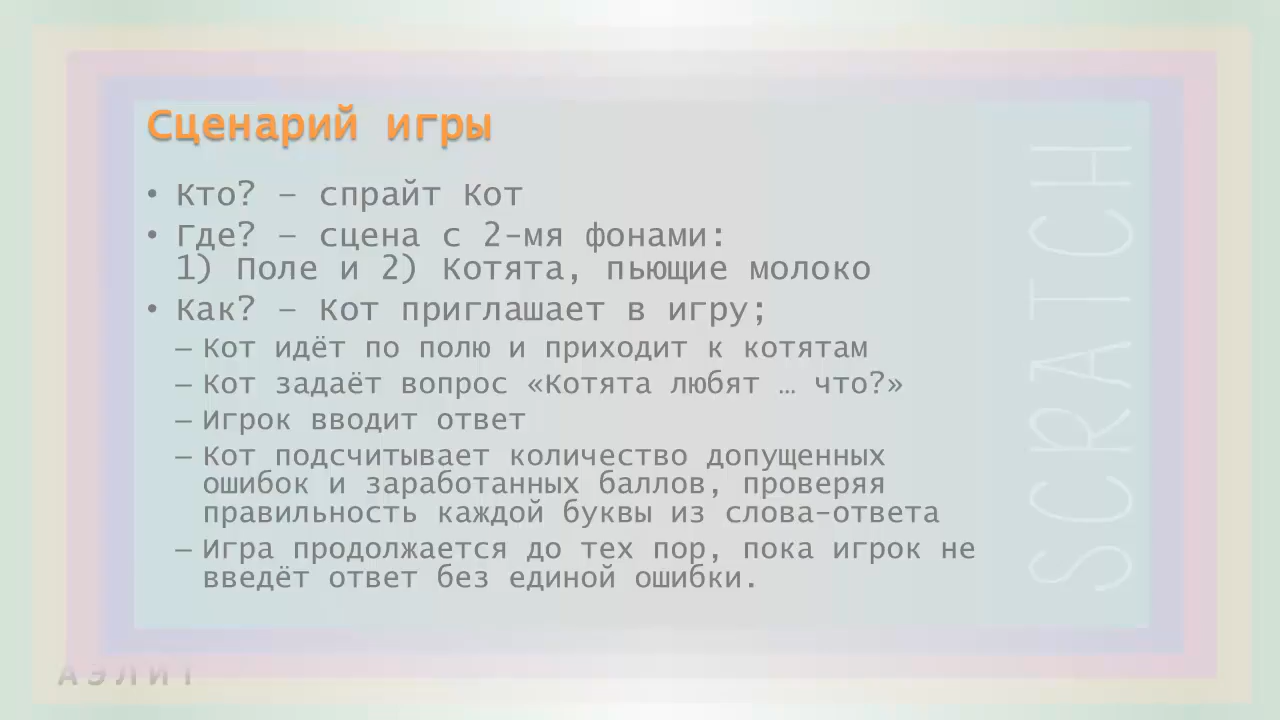 Сценарий игры
• Кто? – спрайт Кот
• Где? – сцена с 2-мя фонами:
1) Поле и 2) Котята, пьющие молоко
• Как? – Кот приглашает в игру;
– Кот идёт по полю и приходит к котятам
– Кот задаёт вопрос «Котята любят … что?»
– Игрок вводит ответ
– Кот подсчитывает количество допущенных
ошибок и заработанных баллов, проверяя
правильность каждой буквы из слова-ответа
– Игра продолжается до тех пор, пока игрок не
введёт ответ без единой ошибки.
SCRATCH
АЭЛИТ